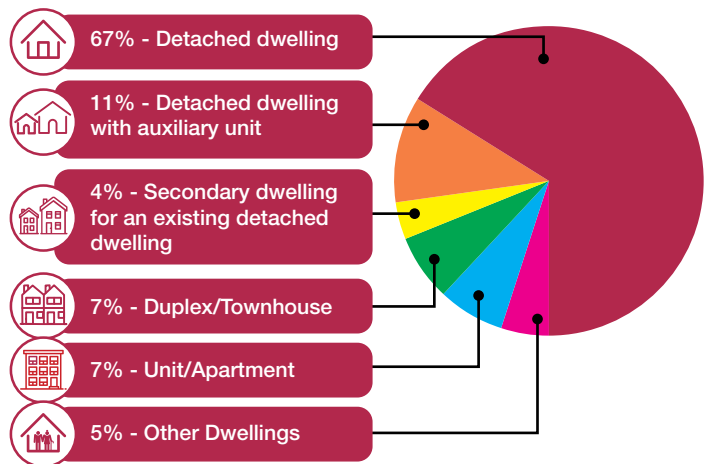 67% - Detached dwelling
11% - Detached dwelling
with auxiliary unit
4% - Secondary dwelling
for an existing detached
dwelling
7% - Duplex/Townhouse
7% - Unit/Apartment
5% - Other Dwellings